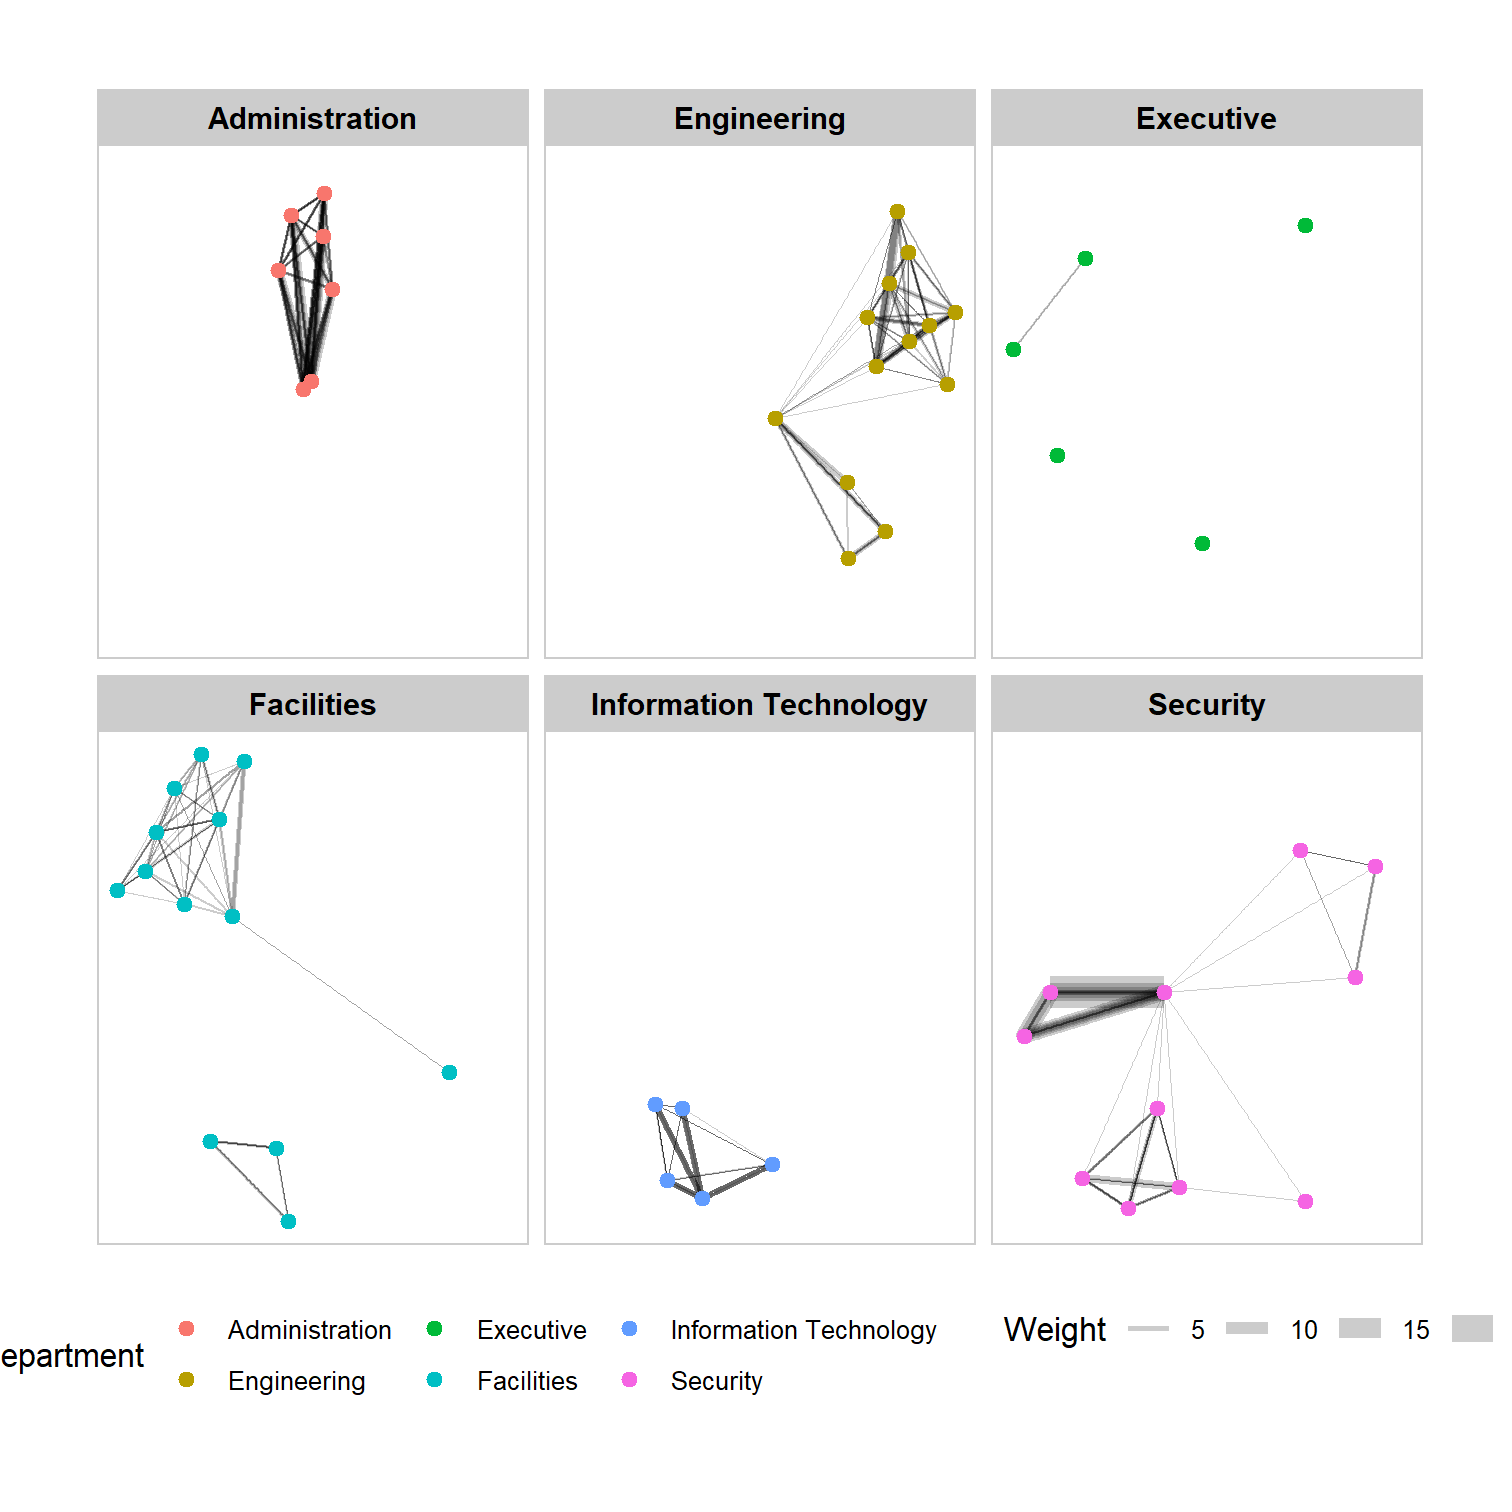 Administration
Engineering
Executive
Facilities
Information Technology
Security
epartment
Administration
Executive
Information Technology
Engineering
Facilities
Security
Weight 5 10 15